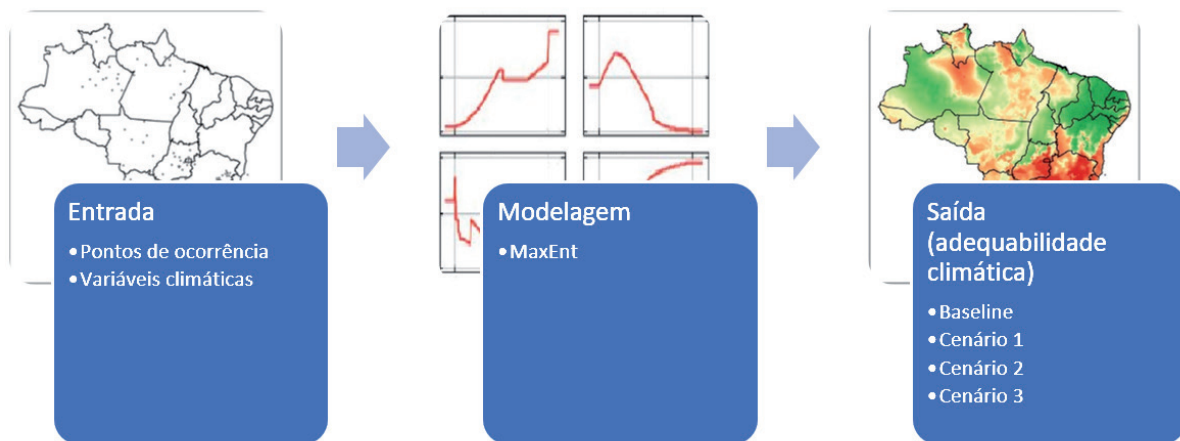 Entrada
• Pontos de ocorrência
• Variáveis climáticas
Modelagem
• MaxEnt
Saída
(adequabilidade
climática)
• Baseline
• Cenário 1
• Cenário 2
• Cenário 3